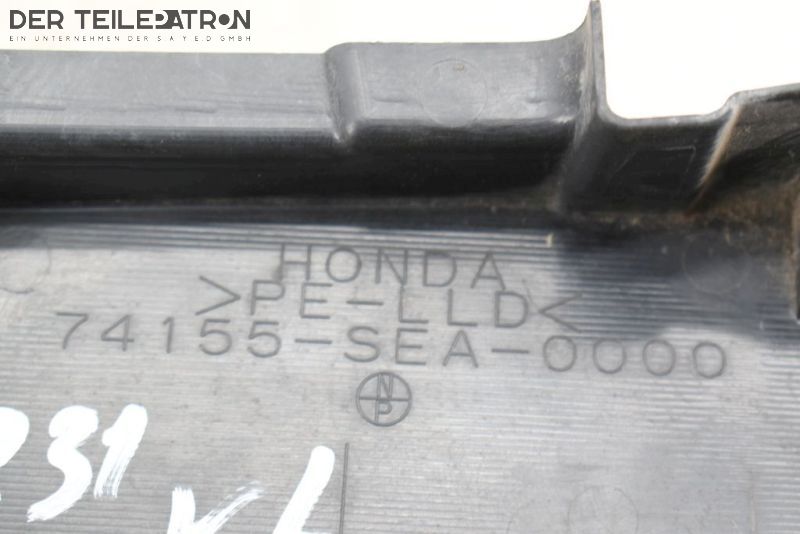 DER TEILEPATRON
EIN UNTERNEHMEN DER S A Y E.D GMBH
HONDA
>PE-LLD<
74155-SEA-0000
N
P